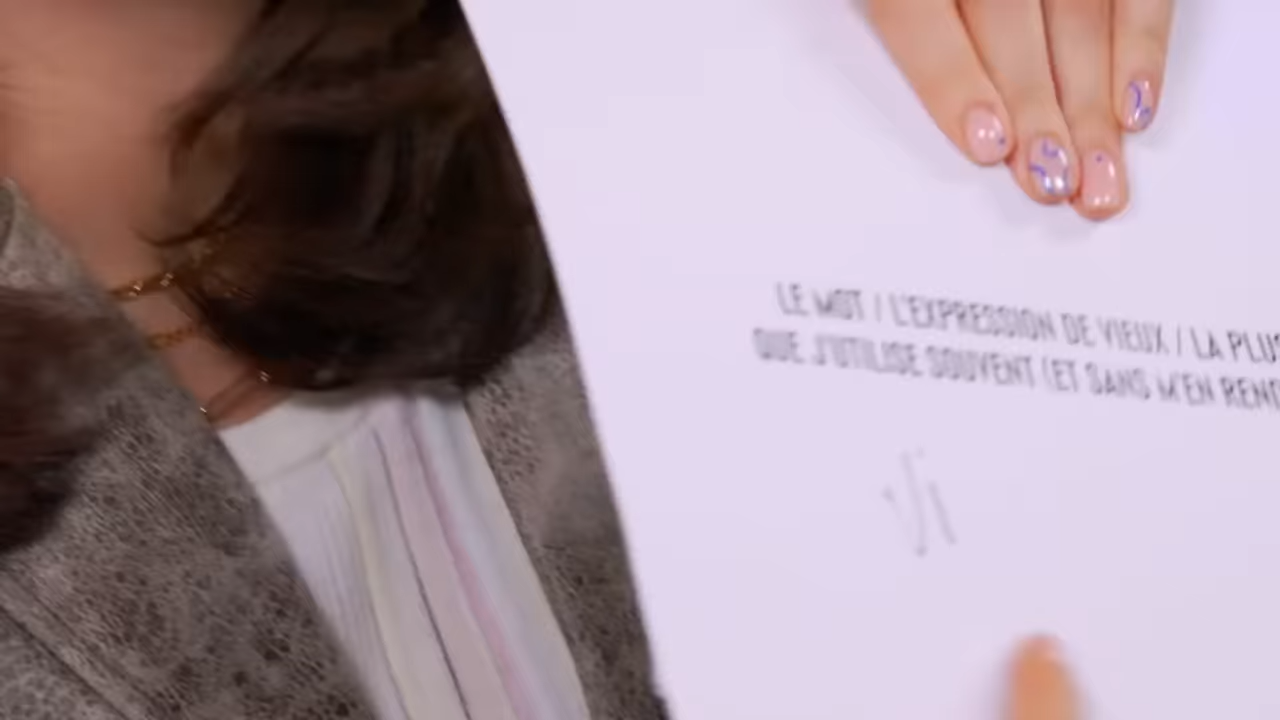 LE MOT / L'EXPRESSION DE VIEUX / LA PLUS
QUE J'UTILISE SOUVENT (ET SANS M'EN REND